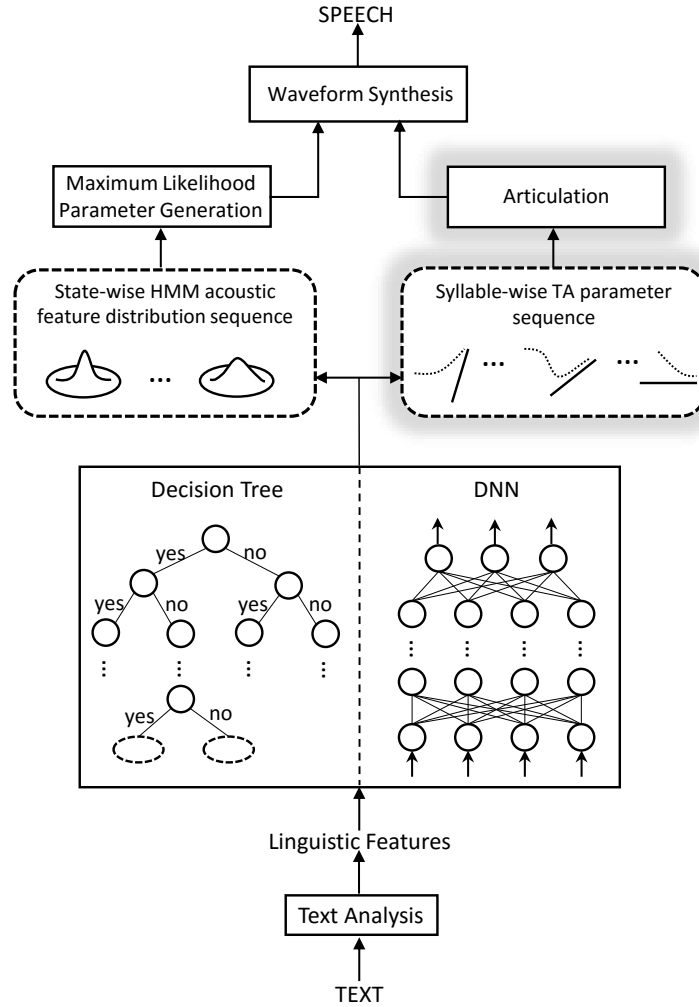 SPEECH
Waveform Synthesis
Maximum Likelihood
Parameter Generation
Articulation
State-wise HMM acoustic
feature distribution sequence
...
...
Syllable-wise TA parameter
sequence
...
...
Decision Tree
DNN
yes
no
yes
no
yes
no
...
...
...
...
yes
no
...
...
...
...
Linguistic Features
Text Analysis
TEXT